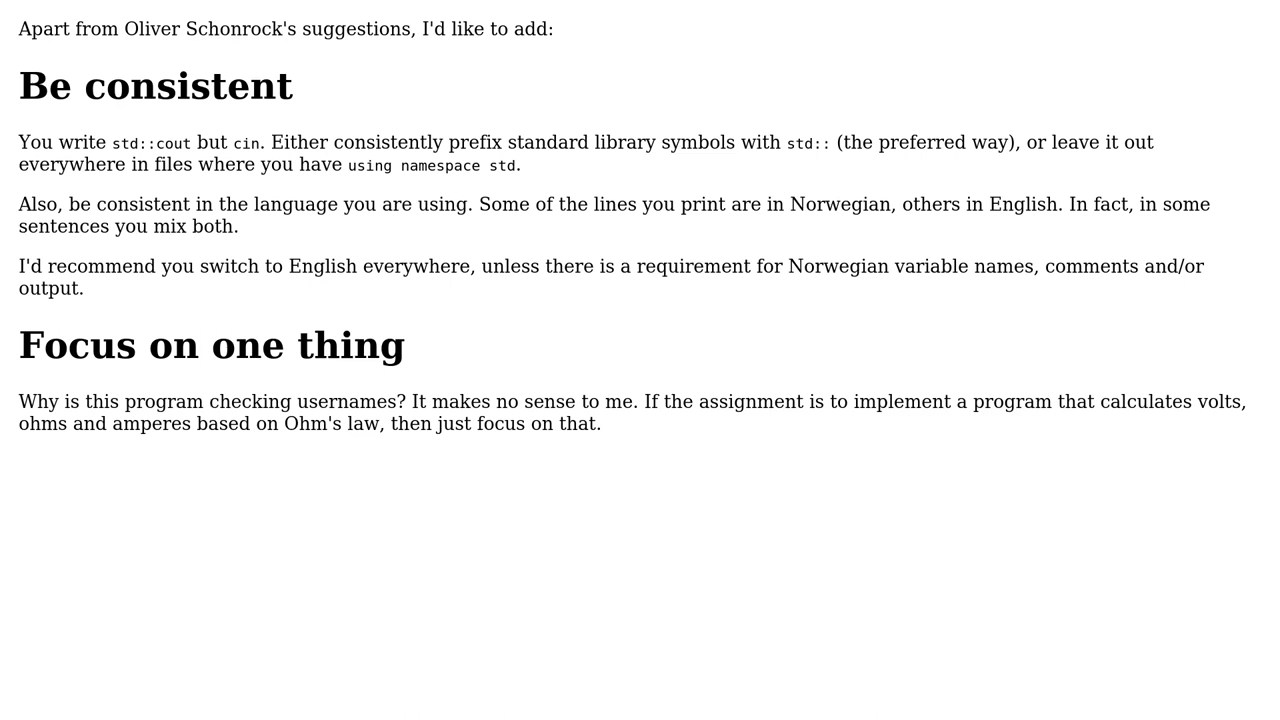 Apart from Oliver Schonrock's suggestions, I'd like to add:
Be consistent
You write std::cout but cin. Either consistently prefix standard library symbols with std:: (the preferred way), or leave it out
everywhere in files where you have using namespace std.
Also, be consistent in the language you are using. Some of the lines you print are in Norwegian, others in English. In fact, in some
sentences you mix both.
I'd recommend you switch to English everywhere, unless there is a requirement for Norwegian variable names, comments and/or
output.
Focus on one thing
Why is this program checking usernames? It makes no sense to me. If the assignment is to implement a program that calculates volts,
ohms and amperes based on Ohm's law, then just focus on that.